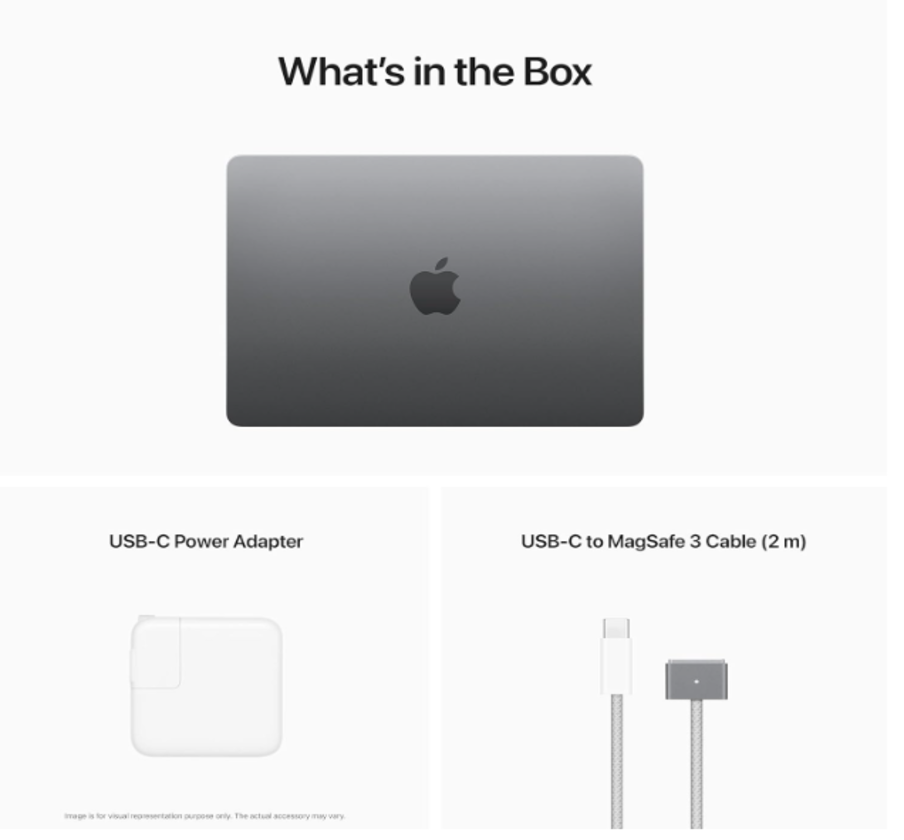 What's in the Box
USB-C Power Adapter
USB-C to MagSafe 3 Cable (2 m)
Image is for visual representation purpose only. The actual accessory may vary.